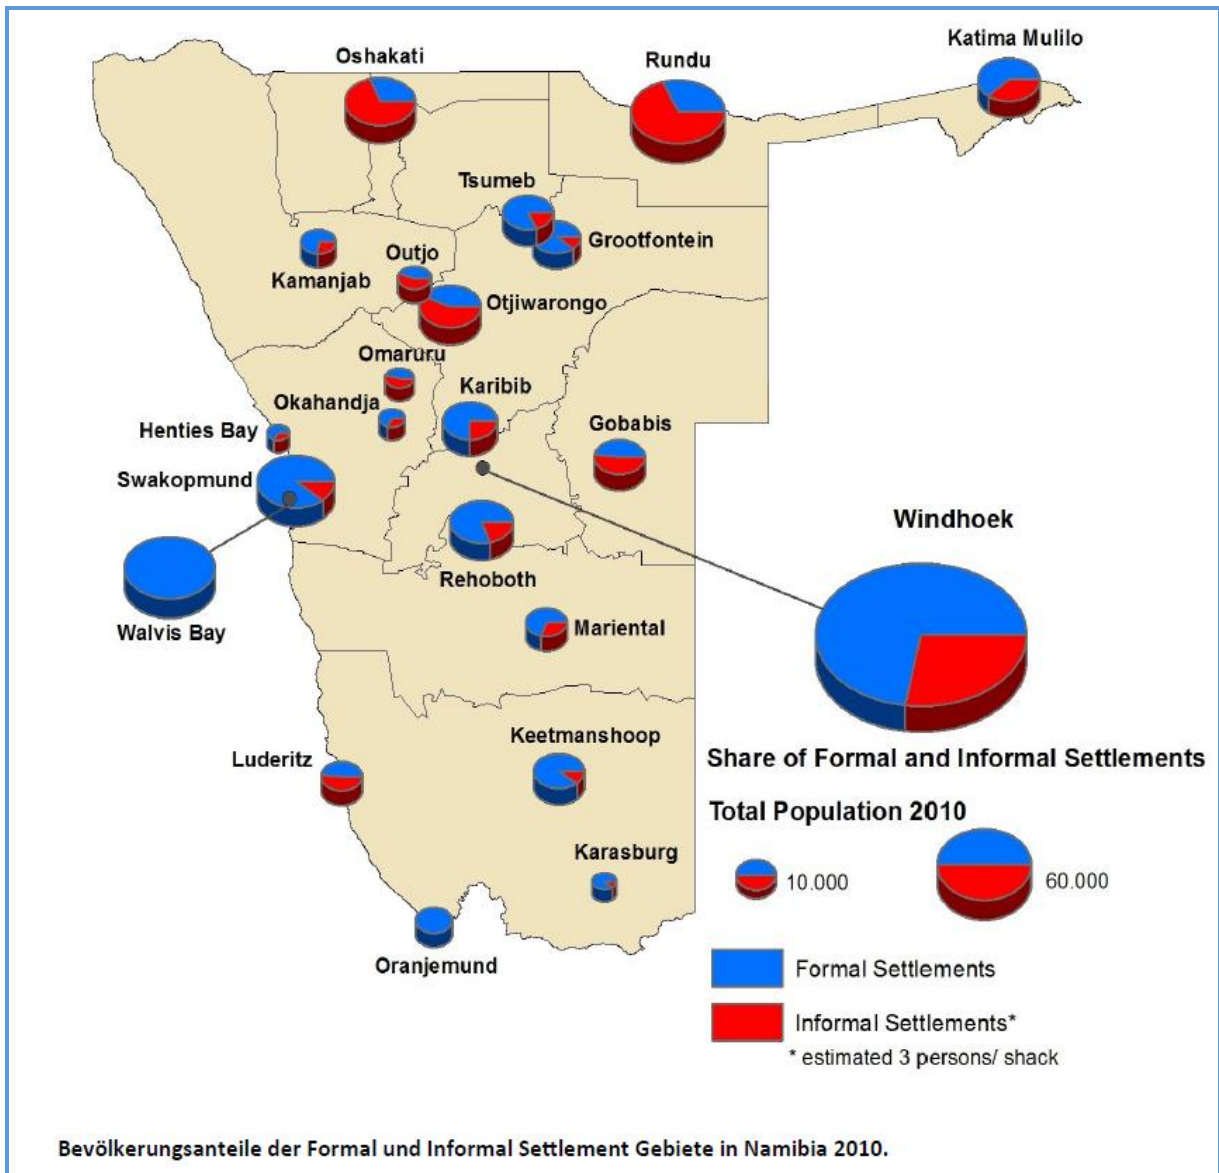 Katima Mulilo
Oshakati
Rundu
Tsumeb
Grootfontein
Outjo
Kamanjab
Otjiwarongo
Omaruru
Karibib
Okahandja
Gobabis
Henties Bay
Swakopmund
Windhoek
Rehoboth
Walvis Bay
Mariental
Keetmanshoop
Luderitz
Share of Formal and Informal Settlements
Total Population 2010
Karasburg
10.000
60.000
Oranjemund
Formal Settlements
Informal Settlements*
* estimated 3 persons/ shack
Bevölkerungsanteile der Formal und Informal Settlement Gebiete in Namibia 2010.